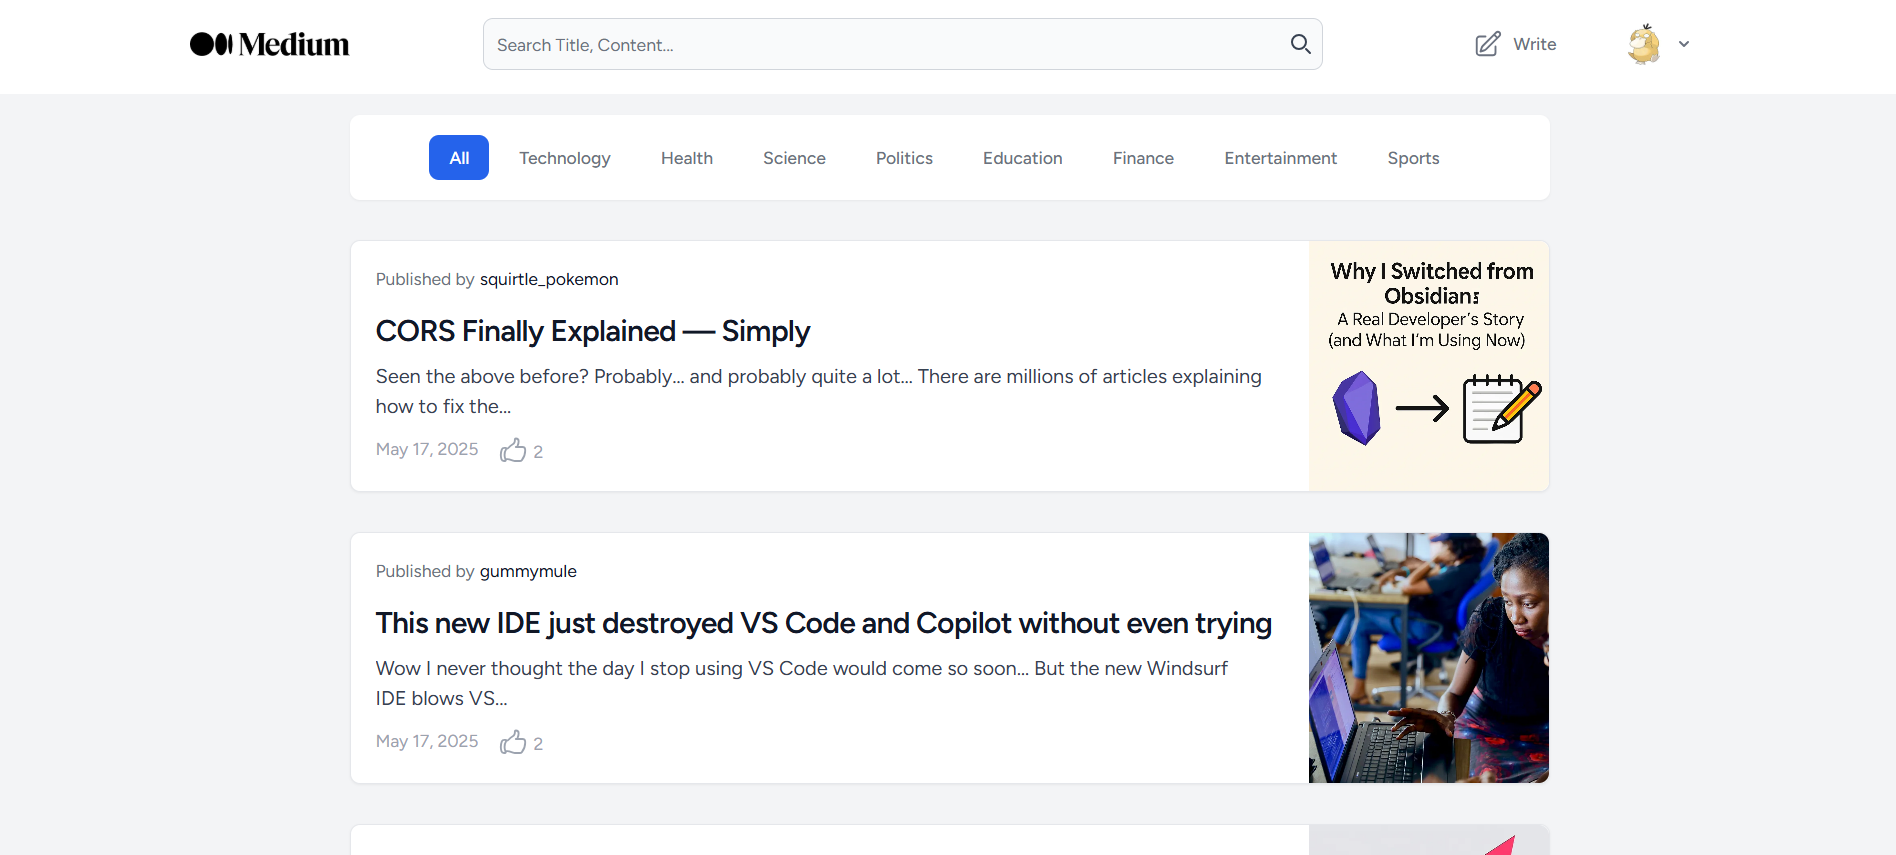 Medium
Search Title, Content...
Write
All
Technology
Health
Science
Politics
Education
Finance
Entertainment
Sports
Published by squirtle_pokemon
CORS Finally Explained — Simply
Seen the above before? Probably... and probably quite a lot... There are millions of articles explaining
how to fix the...
May 17, 2025
2
Why I Switched from
Obsidian:
A Real Developer's Story
(and What I'm Using Now)
Published by gummymule
This new IDE just destroyed VS Code and Copilot without even trying
Wow I never thought the day I stop using VS Code would come so soon... But the new Windsurf
IDE blows VS...
May 17, 2025
2